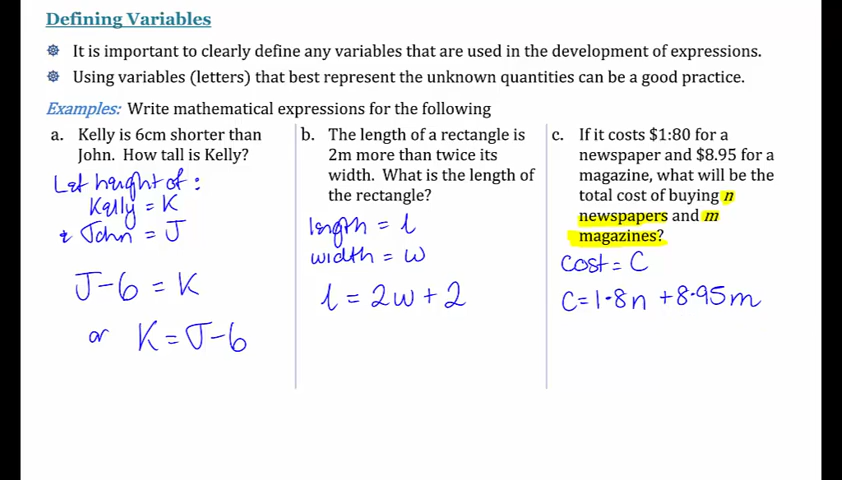 Defining Variables
It is important to clearly define any variables that are used in the development of expressions.
Using variables (letters) that best represent the unknown quantities can be a good practice.
Examples: Write mathematical expressions for the following
a. Kelly is 6cm shorter than
John. How tall is Kelly?
Let height of :
Kelly = K
& John = J
J-6 = K
or K = J-6
b. The length of a rectangle is
2m more than twice its
width. What is the length of
the rectangle?
length = l
width = w
l = 2w + 2
c. If it costs $1:80 for a
newspaper and $8.95 for a
magazine, what will be the
total cost of buying n
newspapers and m
magazines?
cost = C
C = 1·8n + 8·95m